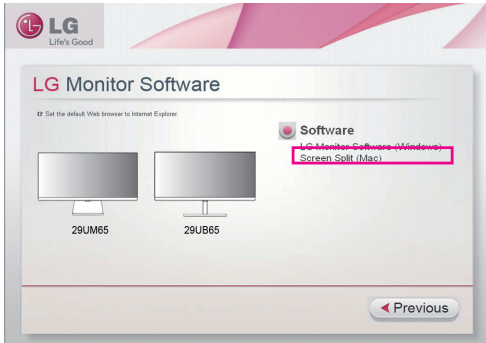 LG
Life's Good
LG Monitor Software
☞ Set the default Web browser to Internet Explorer.
Software
LG Monitor Software (Windows)
Screen Split (Mac)
29UM65 29UB65
Previous